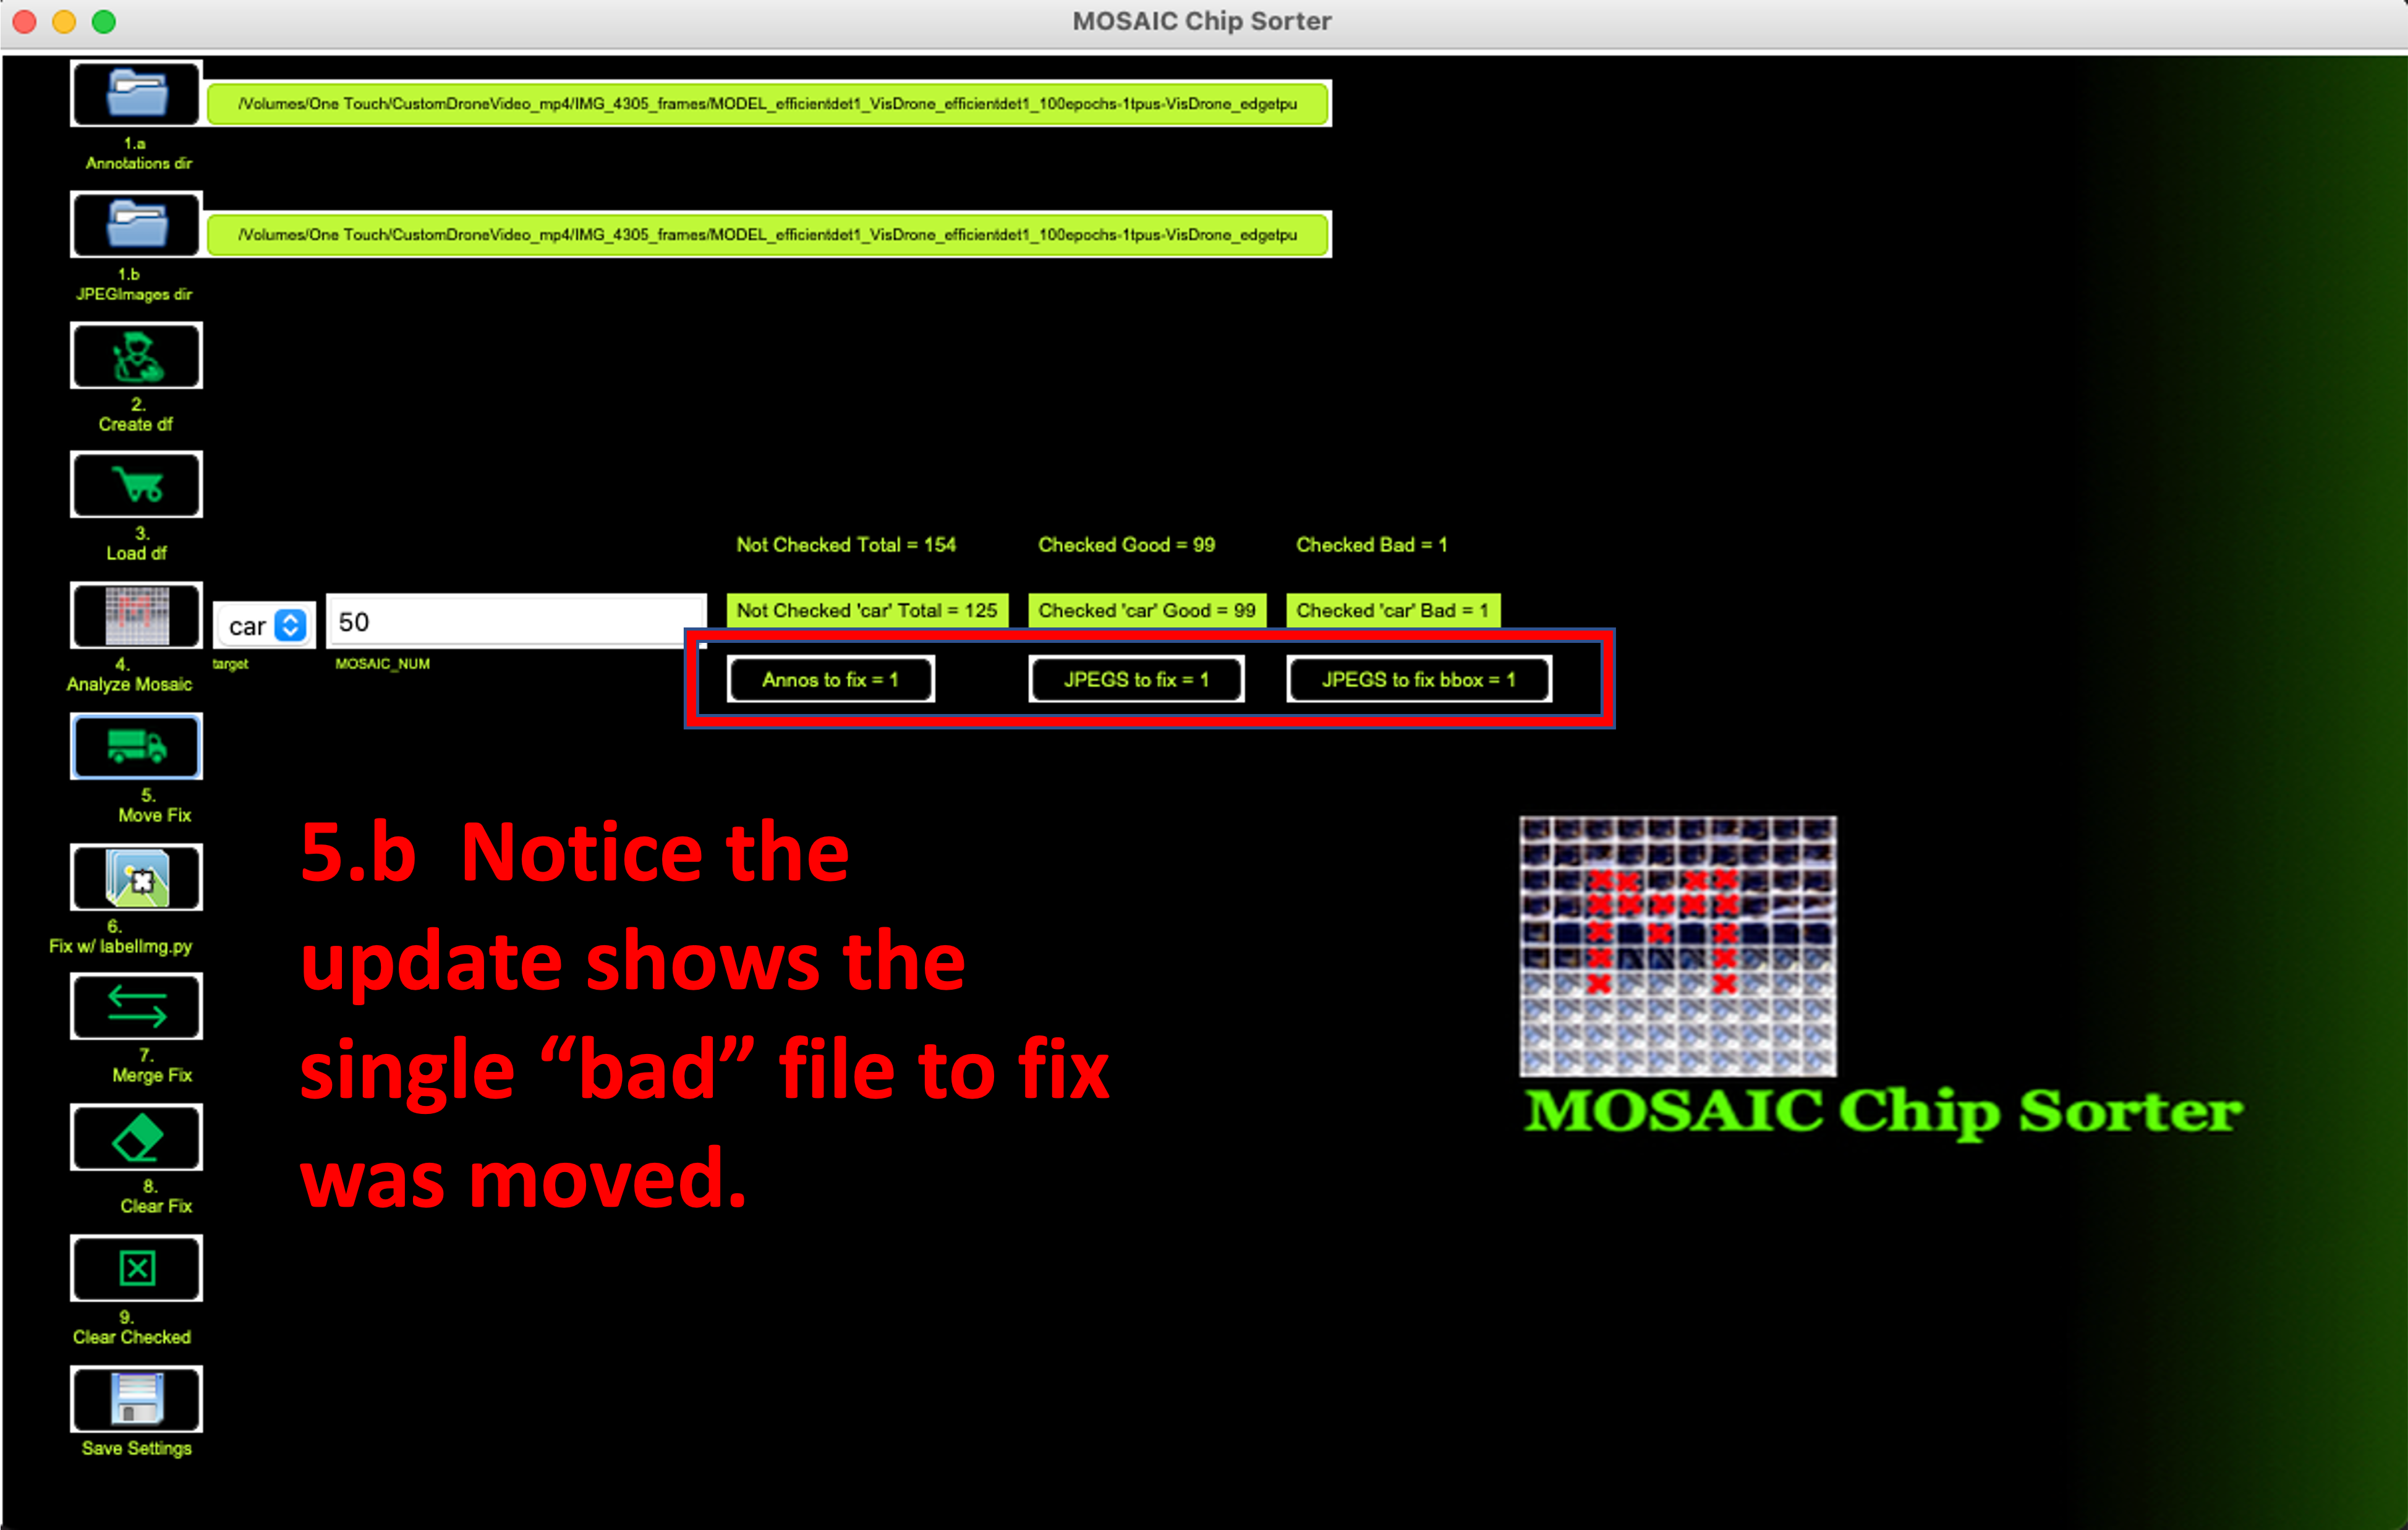 MOSAIC Chip Sorter
/Volumes/One Touch/CustomDroneVideo_mp4/IMG_4305_frames/MODEL_efficientdet1_VisDrone_efficientdet1_100epochs-1tpus-VisDrone_edgetpu
1.a
Annotations dir
/Volumes/One Touch/CustomDroneVideo_mp4/IMG_4305_frames/MODEL_efficientdet1_VisDrone_efficientdet1_100epochs-1tpus-VisDrone_edgetpu
1.b
JPEGImages dir
2.
Create df
3.
Load df
Not Checked Total = 154
Checked Good = 99
Checked Bad = 1
car
50
Not Checked 'car' Total = 125
Checked 'car' Good = 99
Checked 'car' Bad = 1
4.
Analyze Mosaic
target
MOSAIC_NUM
Annos to fix = 1
JPEGS to fix = 1
JPEGS to fix bbox = 1
5.
Move Fix
5.b Notice the
update shows the
single “bad” file to fix
was moved.
6.
Fix w/ labelImg.py
7.
Merge Fix
8.
Clear Fix
9.
Clear Checked
Save Settings
MOSAIC Chip Sorter